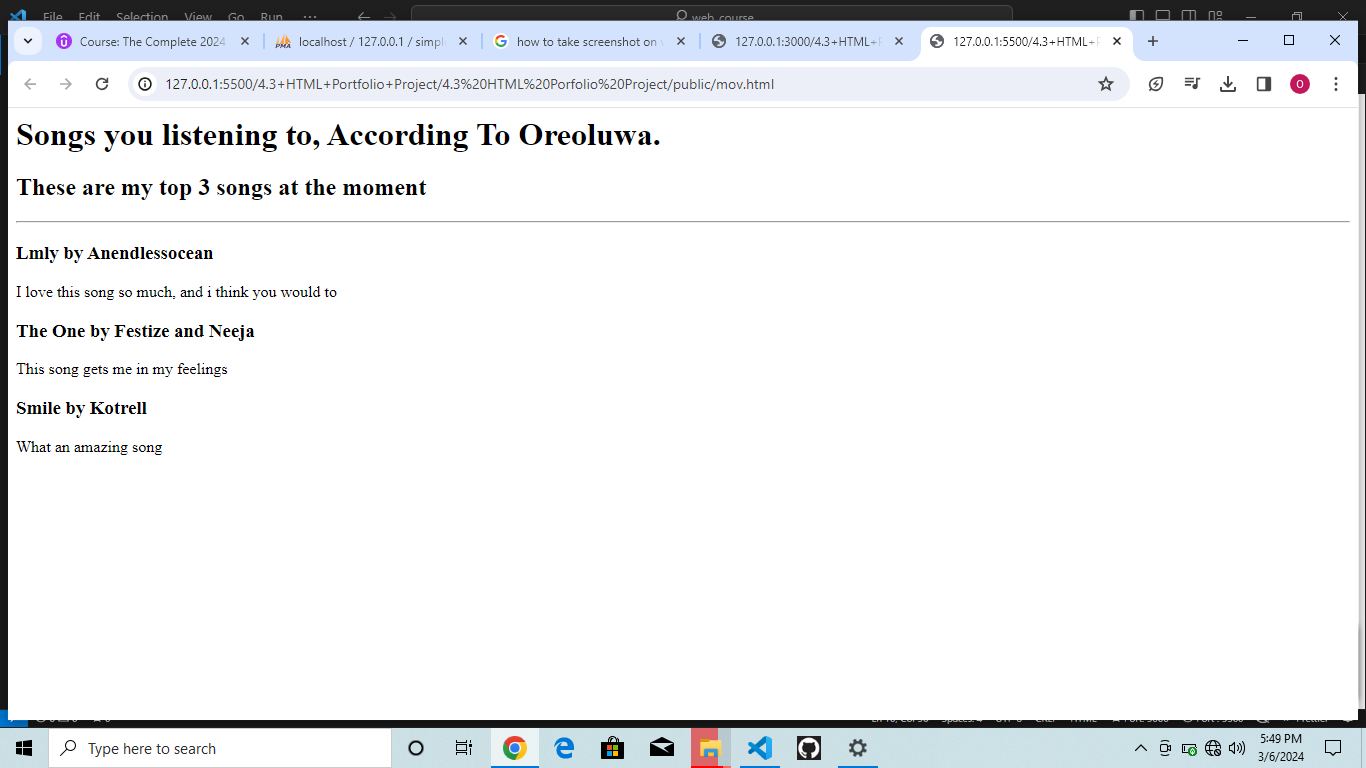 File Edit Selection View Go Run ... web_course
Course: The Complete 2024
localhost / 127.0.0.1 / simpl
how to take screenshot on
127.0.0.1:3000/4.3+HTML+
127.0.0.1:5500/4.3+HTML+
127.0.0.1:5500/4.3+HTML+Portfolio+Project/4.3%20HTML%20Porfolio%20Project/public/mov.html
O
Songs you listening to, According To Oreoluwa.
These are my top 3 songs at the moment
Lmly by Anendlessocean
I love this song so much, and i think you would to
The One by Festize and Neeja
This song gets me in my feelings
Smile by Kotrell
What an amazing song
Type here to search
5:49 PM
3/6/2024